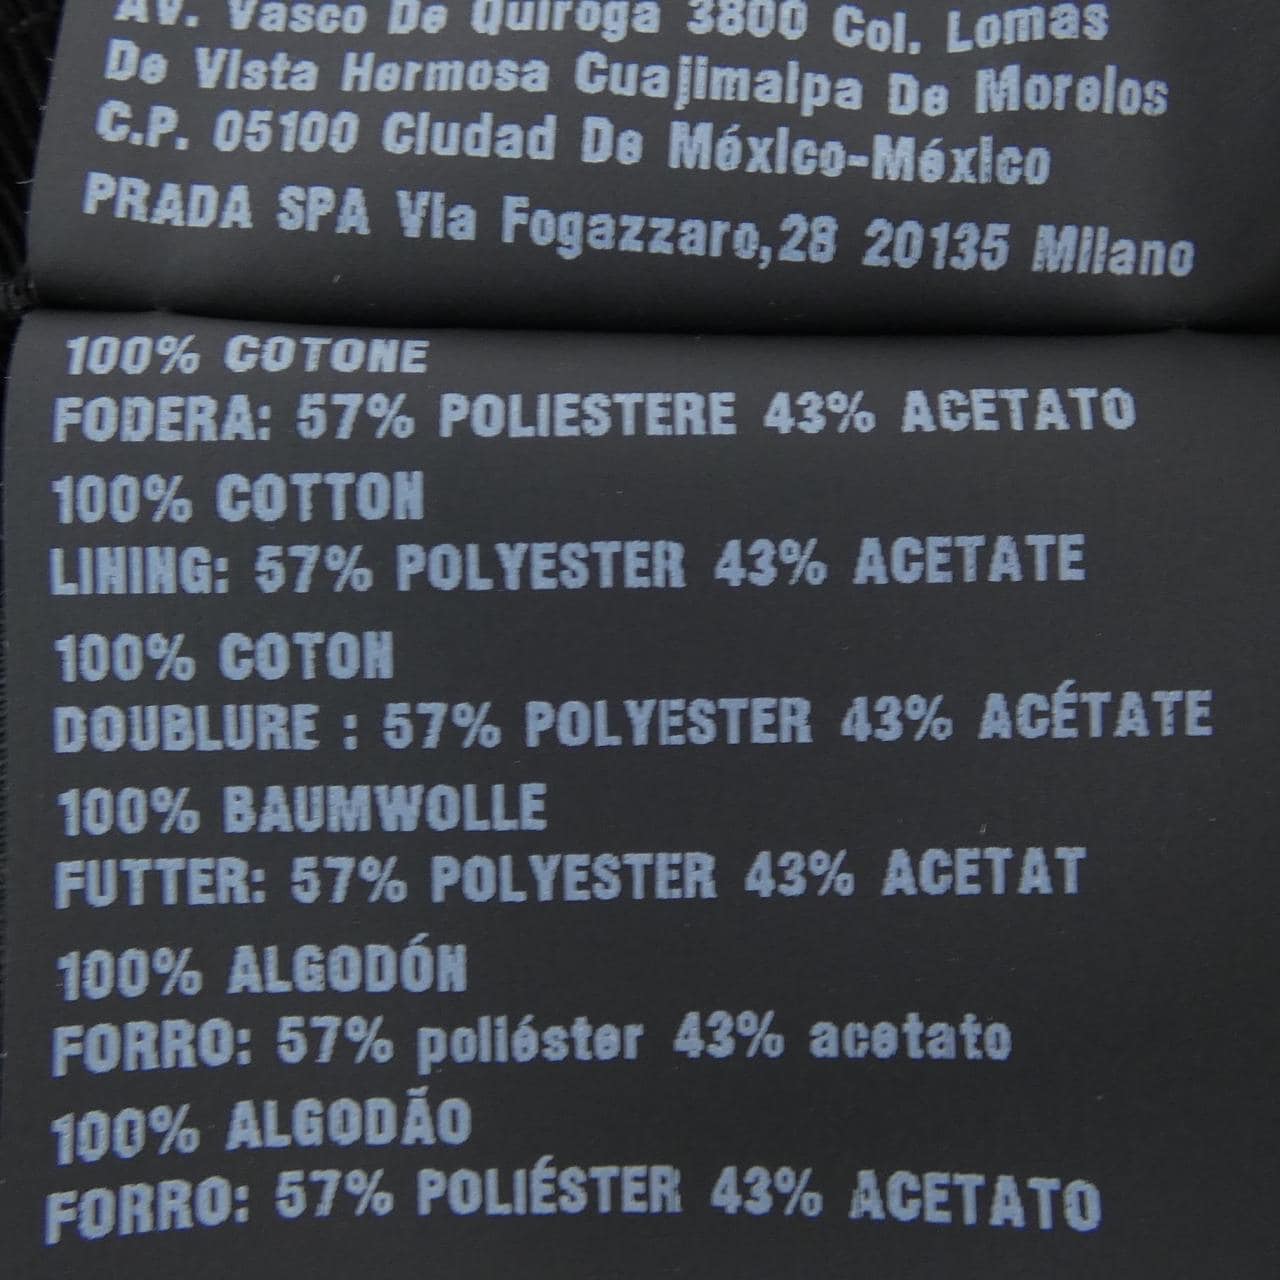 Av. Vasco De Quiroga 3800 Col. Lomas
De Vista Hermosa Cuajimalpa De Morelos
C.P. 05100 Ciudad De México-México
PRADA SPA Via Fogazzaro,28 20135 Milano
100% COTONE
FODERA: 57% POLIESTERE 43% ACETATO
100% COTTON
LINING: 57% POLYESTER 43% ACETATE
100% COTON
DOUBLURE : 57% POLYESTER 43% ACÉTATE
100% BAUMWOLLE
FUTTER: 57% POLYESTER 43% ACETAT
100% ALGODÓN
FORRO: 57% poliéster 43% acetato
100% ALGODÃO
FORRO: 57% POLIÉSTER 43% ACETATO